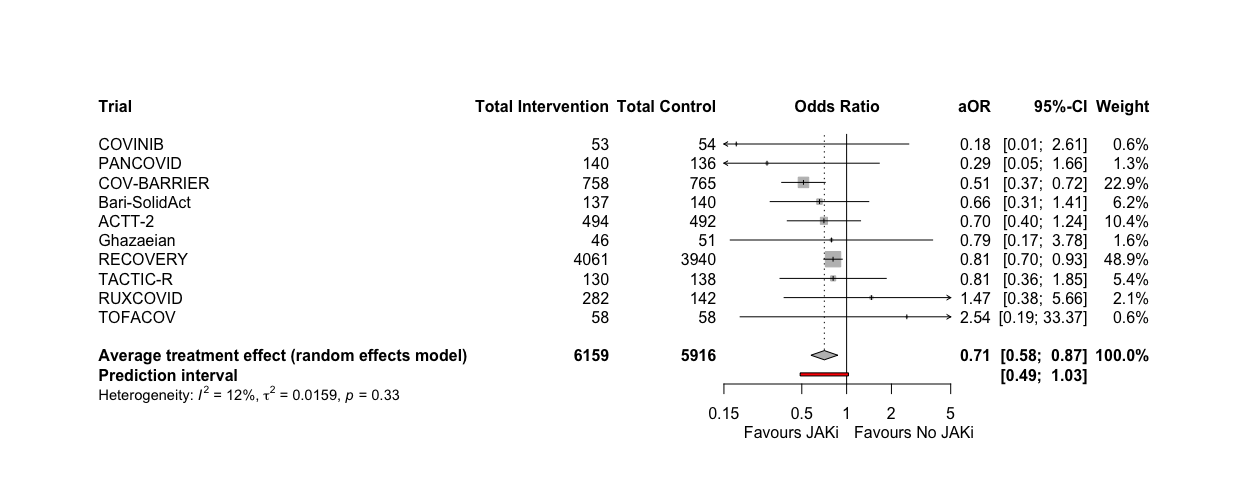 Trial Total Intervention Total Control Odds Ratio aOR 95%-CI Weight
COVINIB 53 54 0.18 [0.01; 2.61] 0.6%
PANCOVID 140 136 0.29 [0.05; 1.66] 1.3%
COV-BARRIER 758 765 0.51 [0.37; 0.72] 22.9%
Bari-SolidAct 137 140 0.66 [0.31; 1.41] 6.2%
ACTT-2 494 492 0.70 [0.40; 1.24] 10.4%
Ghazaeian 46 51 0.79 [0.17; 3.78] 1.6%
RECOVERY 4061 3940 0.81 [0.70; 0.93] 48.9%
TACTIC-R 130 138 0.81 [0.36; 1.85] 5.4%
RUXCOVID 282 142 1.47 [0.38; 5.66] 2.1%
TOFACOV 58 58 2.54 [0.19; 33.37] 0.6%
Average treatment effect (random effects model) 6159 5916 0.71 [0.58; 0.87] 100.0%
Prediction interval [0.49; 1.03]
Heterogeneity: I² = 12%, τ² = 0.0159, p = 0.33
0.15 0.5 1 2 5
Favours JAKi Favours No JAKi